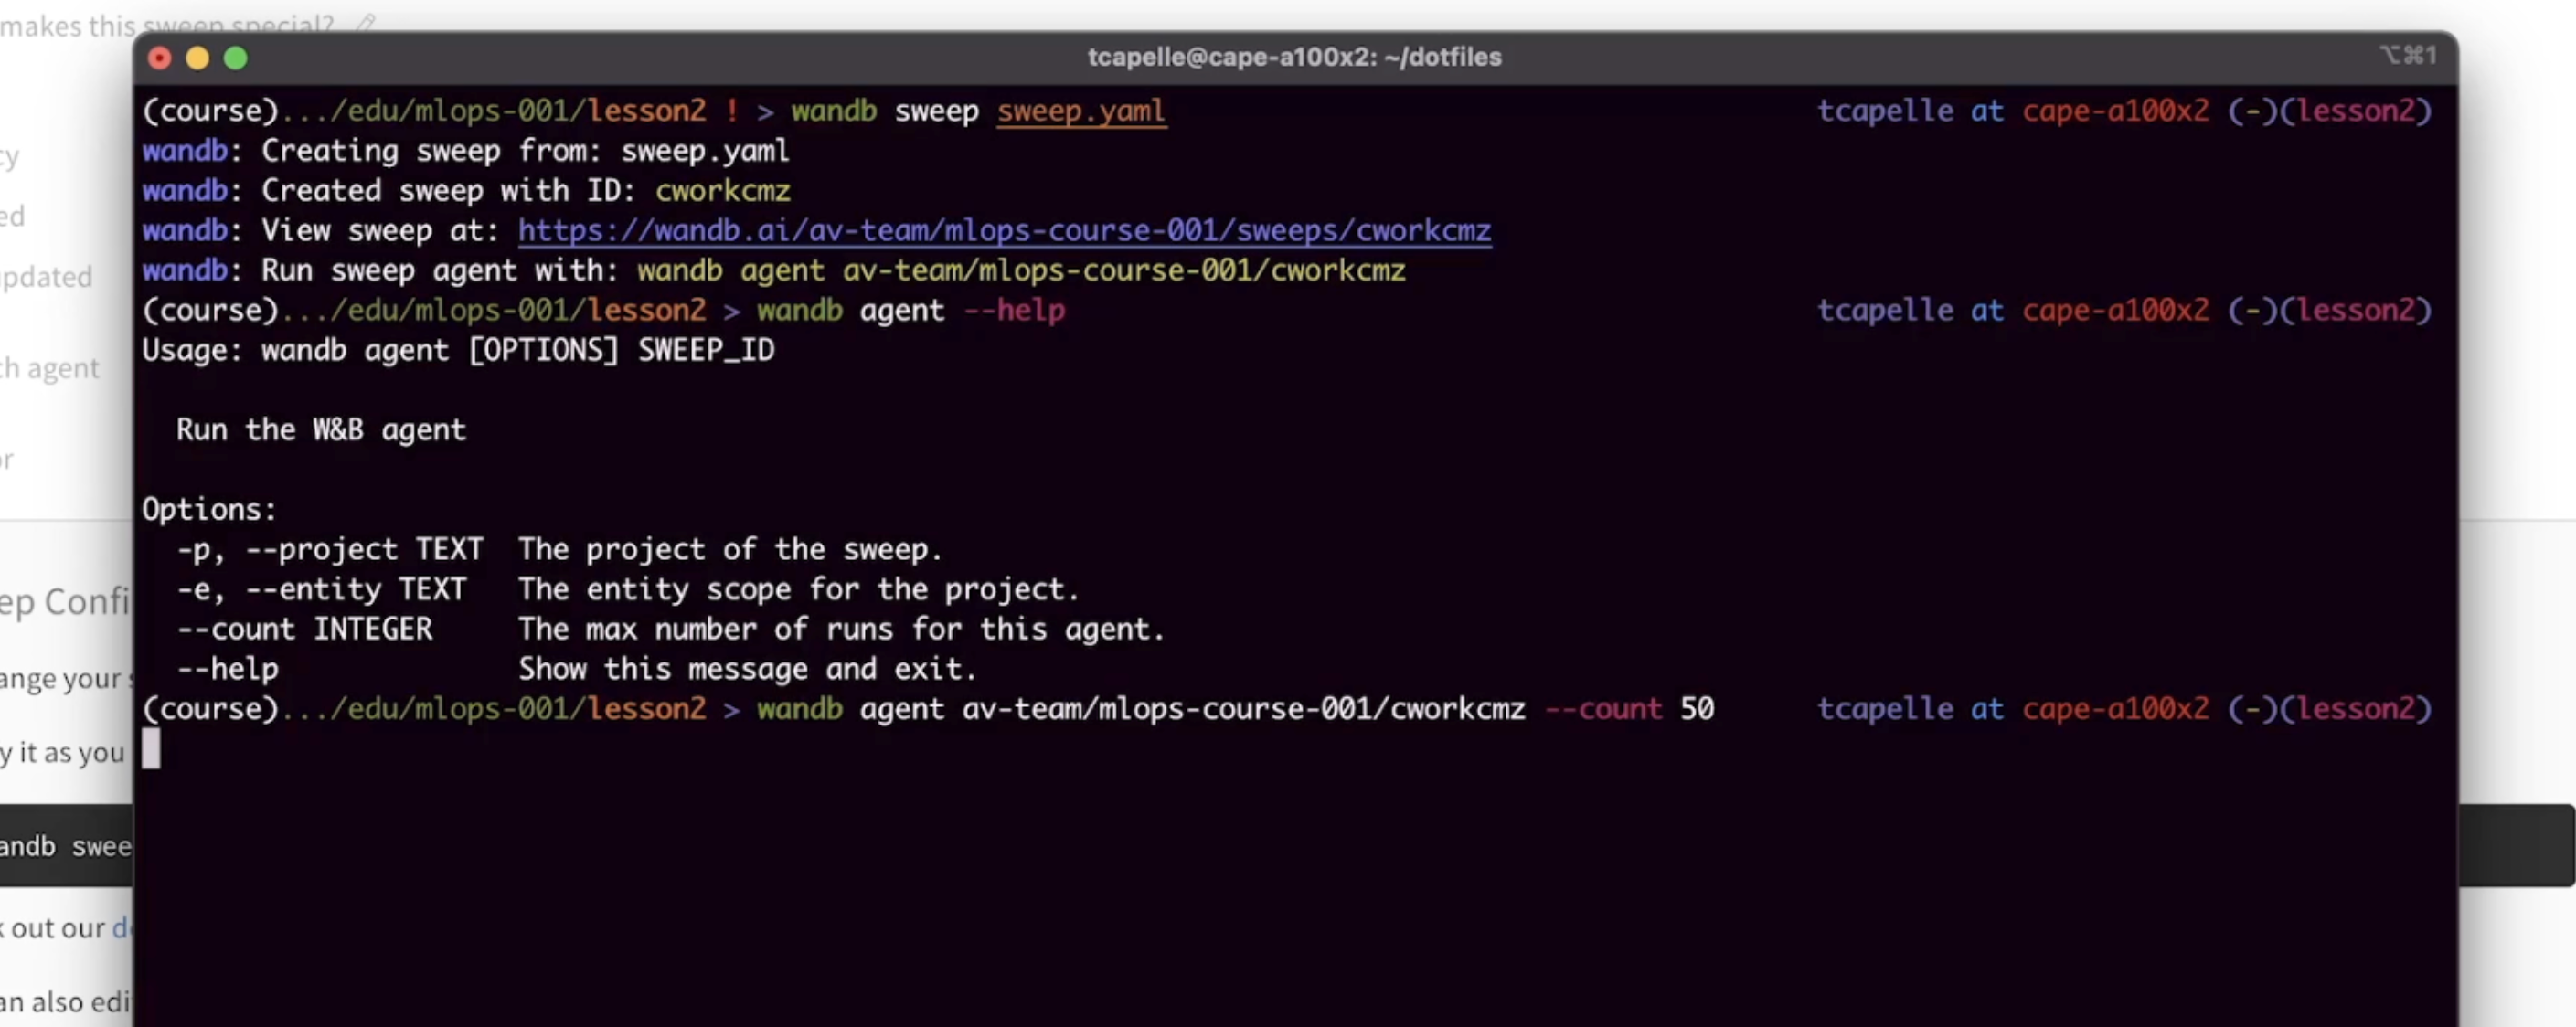 makes this sweep special?
tcapelle@cape-a100x2: ~/dotfiles
⌥⌘1
(course).../edu/mlops-001/lesson2 ! > wandb sweep sweep.yaml tcapelle at cape-a100x2 (-)(lesson2)
wandb: Creating sweep from: sweep.yaml
wandb: Created sweep with ID: cworkcmz
wandb: View sweep at: https://wandb.ai/av-team/mlops-course-001/sweeps/cworkcmz
wandb: Run sweep agent with: wandb agent av-team/mlops-course-001/cworkcmz
(course).../edu/mlops-001/lesson2 > wandb agent --help tcapelle at cape-a100x2 (-)(lesson2)
Usage: wandb agent [OPTIONS] SWEEP_ID
Run the W&B agent
Options:
-p, --project TEXT The project of the sweep.
-e, --entity TEXT The entity scope for the project.
--count INTEGER The max number of runs for this agent.
--help Show this message and exit.
(course).../edu/mlops-001/lesson2 > wandb agent av-team/mlops-course-001/cworkcmz --count 50 tcapelle at cape-a100x2 (-)(lesson2)
cy
ed
updated
ch agent
or
ep Confi
ange your
y it as you
andb swee
k out our
an also edi